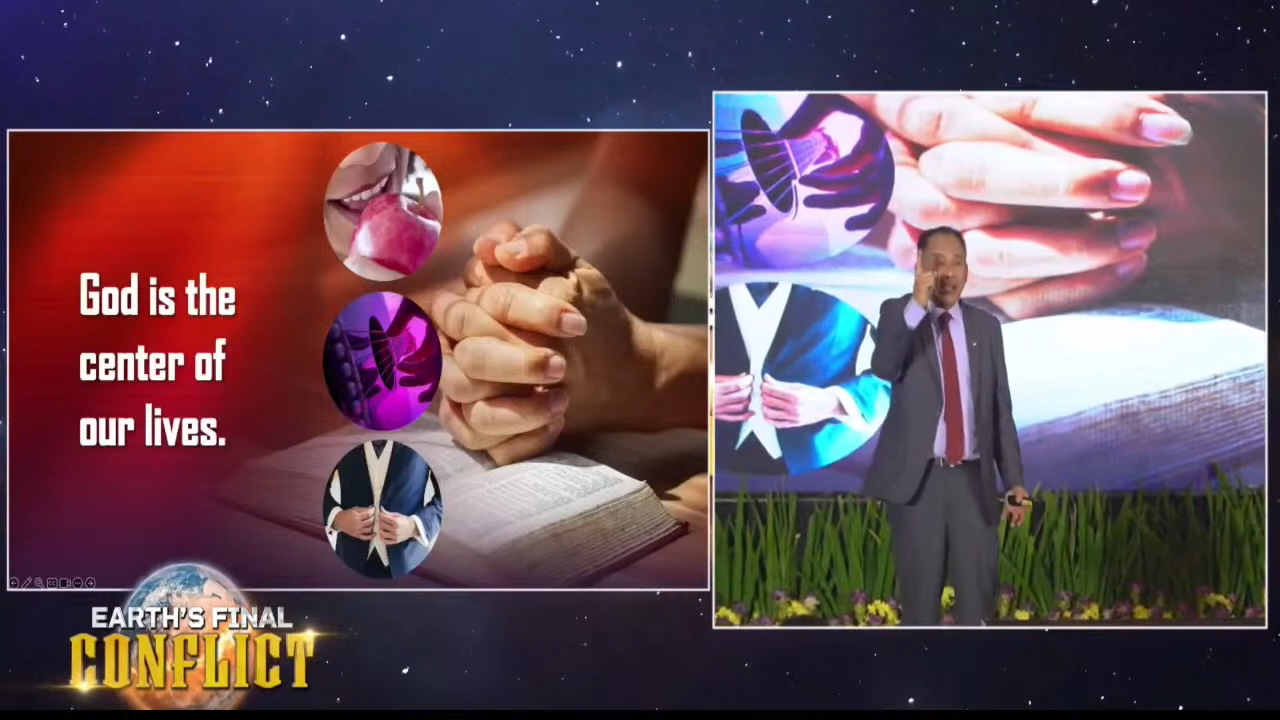 God is the
center of
our lives.
EARTH'S FINAL
CONFLICT